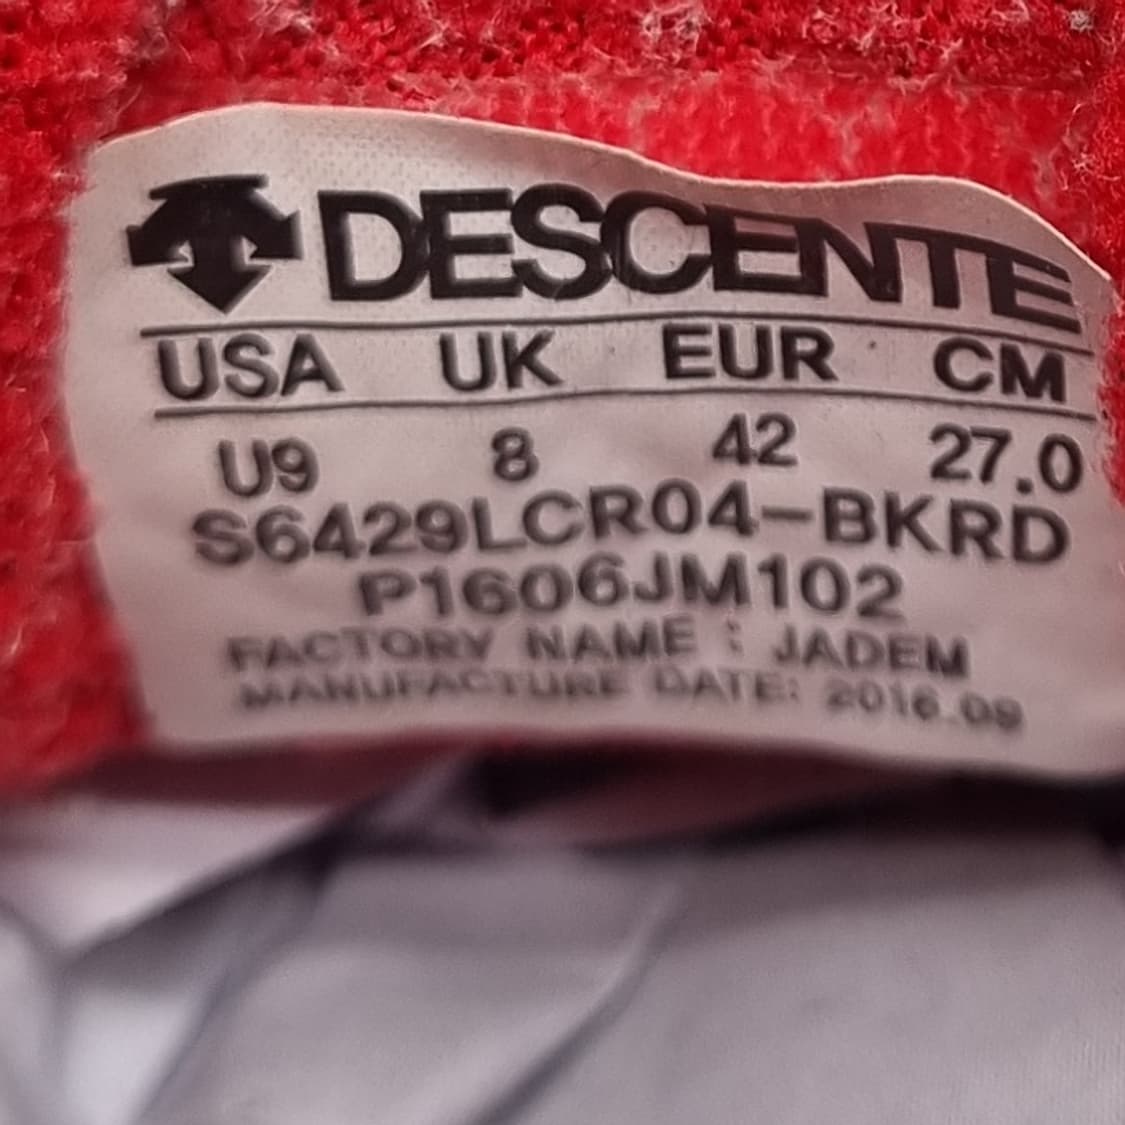 DESCENTE
USA UK EUR CM
U9 8 42 27.0
S6429LCR04-BKRD
P1606JM102
FACTORY NAME : JADEM
MANUFACTURE DATE: 2016.09